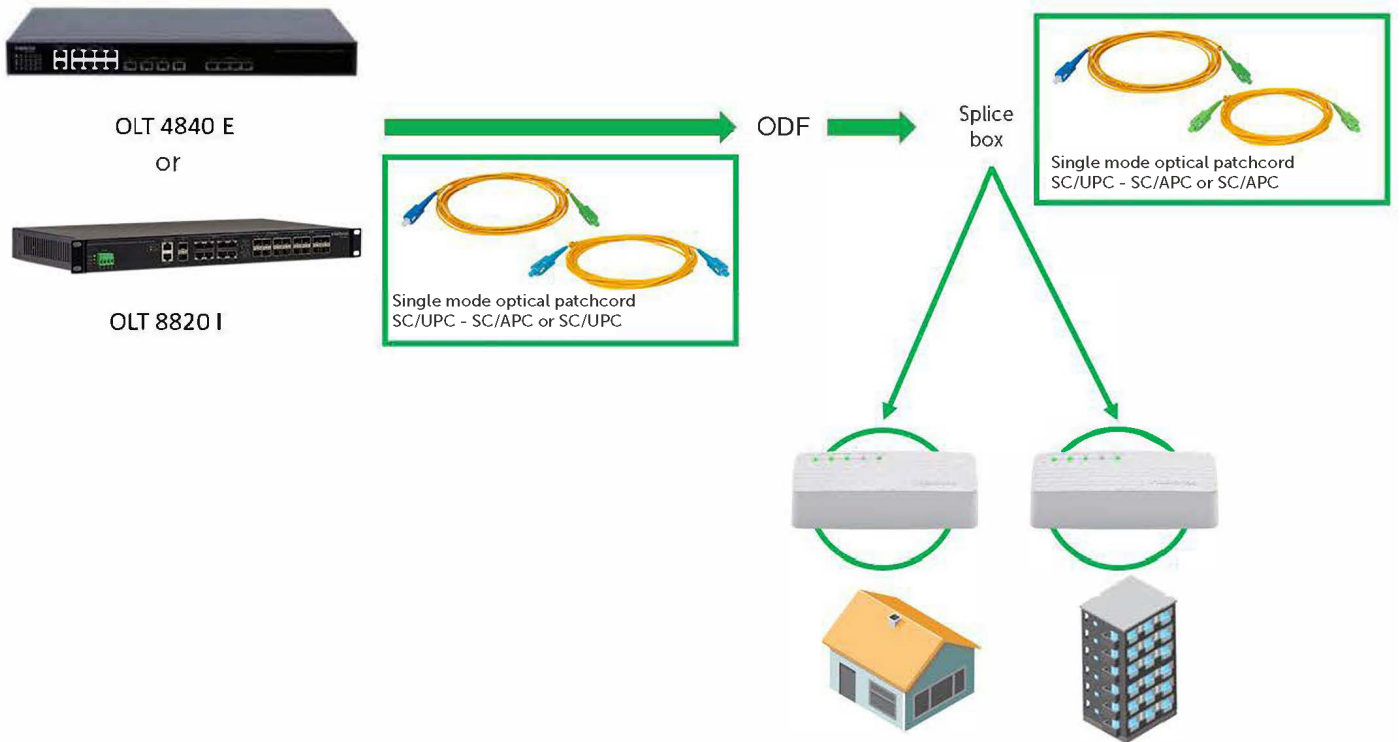 OLT 4840 E
or
OLT 8820 I
ODF
Splice
box
Single mode optical patchcord
SC/UPC - SC/APC or SC/UPC
Single mode optical patchcord
SC/UPC - SC/APC or SC/APC